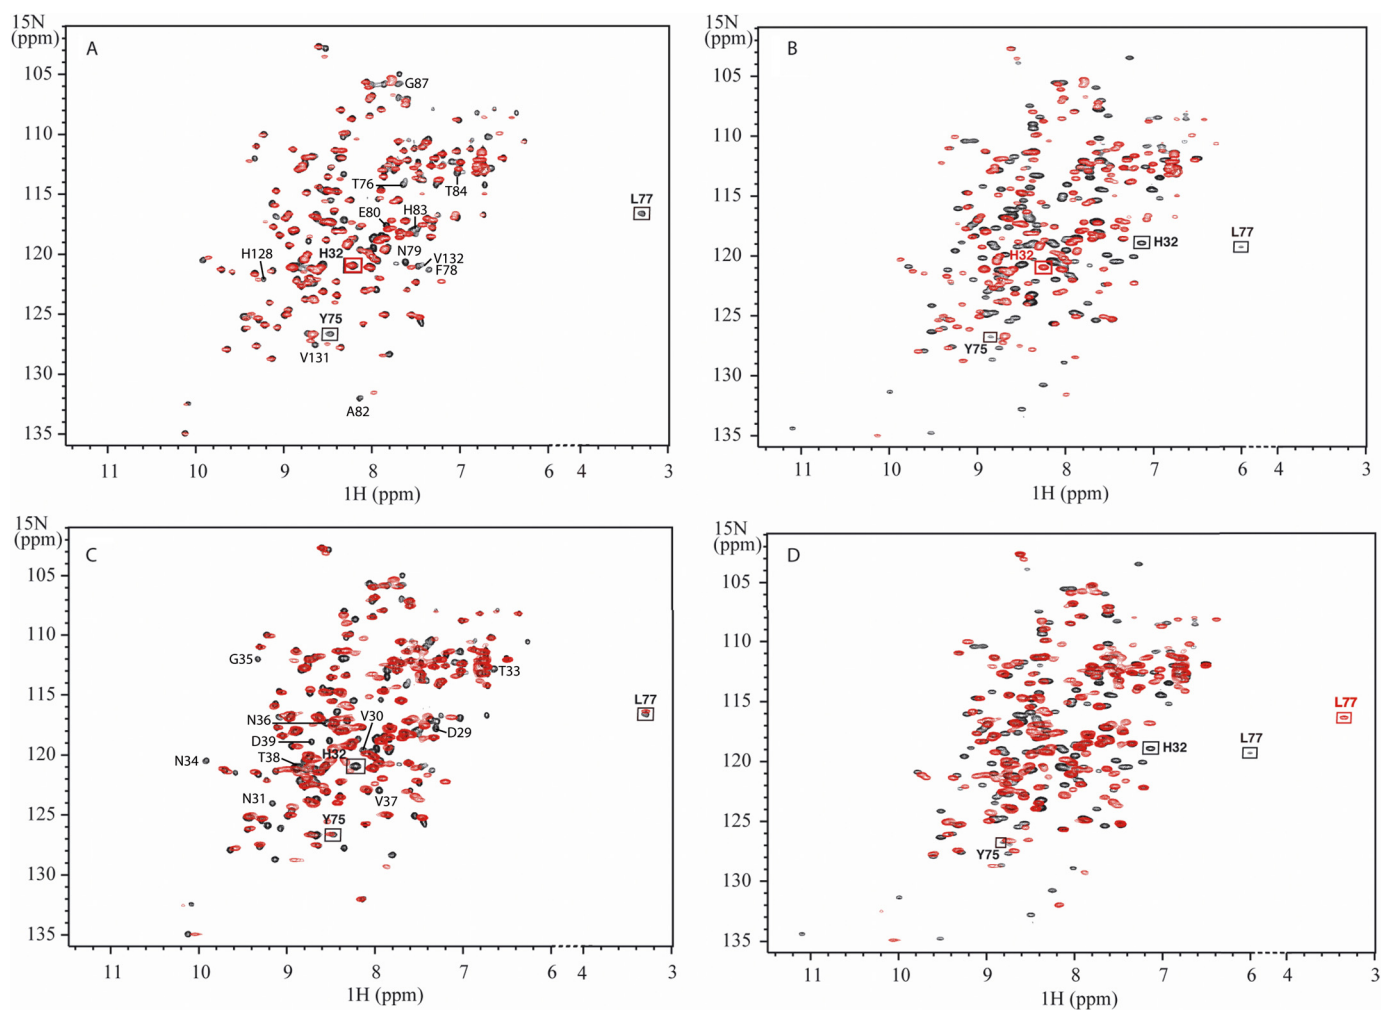 15N
(ppm)
A
105
110
115
120
125
130
135
G87
T76
T84
E80
H83
L77
H32
N79
V132
F78
H128
Y75
V131
A82
11 10 9 8 7 6 4 3
1H (ppm)
15N
(ppm)
B
105
110
115
120
125
130
135
H32
L77
H32
Y75
11 10 9 8 7 6 4 3
1H (ppm)
15N
(ppm)
C
105
110
115
120
125
130
135
G35
T33
L77
N36
V30
D29
D39
H32
N34
T38
N31
V37
Y75
11 10 9 8 7 6 4 3
1H (ppm)
15N
(ppm)
D
105
110
115
120
125
130
135
L77
H32
L77
Y75
11 10 9 8 7 6 4 3
1H (ppm)